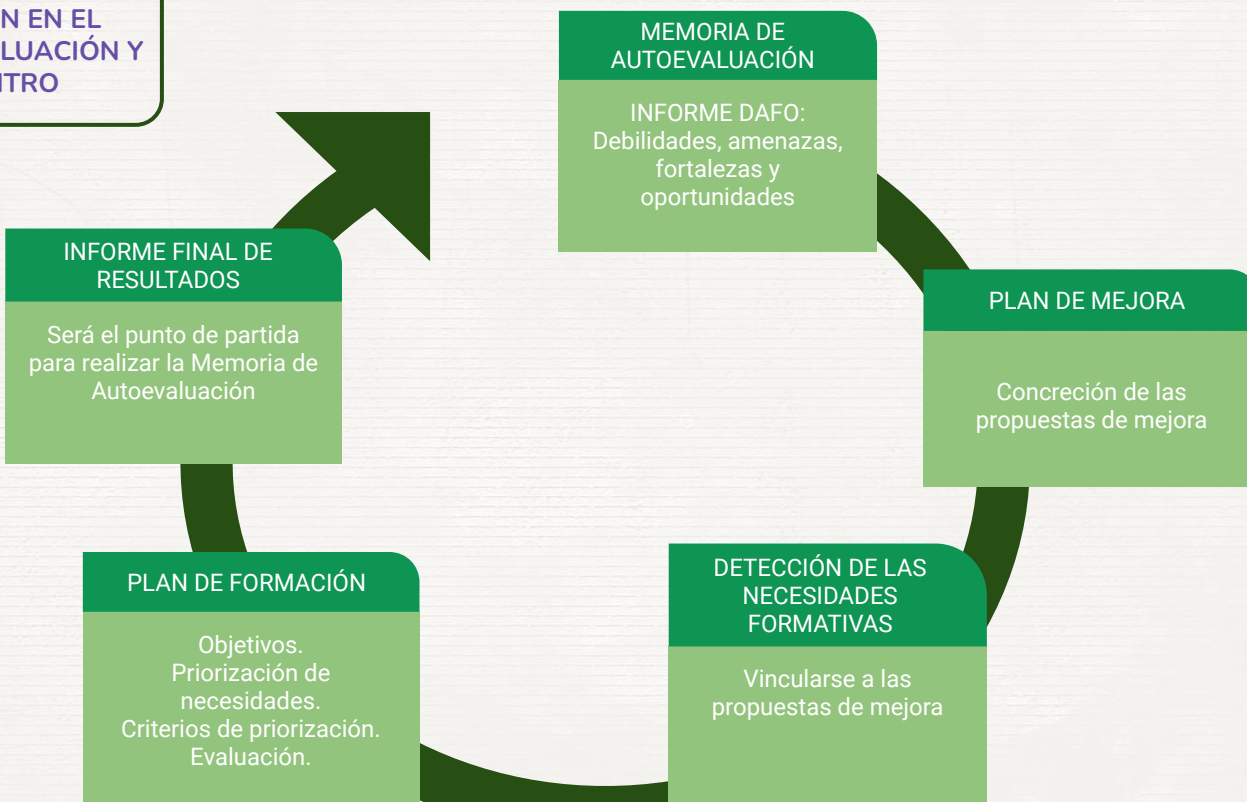 EN EL
Y
MEMORIA DE
AUTOEVALUACIÓN
INFORME DAFO:
Debilidades, amenazas,
fortalezas y
oportunidades
PLAN DE MEJORA
Concreción de las
propuestas de mejora
DETECCIÓN DE LAS
NECESIDADES
FORMATIVAS
Vincularse a las
propuestas de mejora
PLAN DE FORMACIÓN
Objetivos.
Priorización de
necesidades.
Criterios de priorización.
Evaluación.
INFORME FINAL DE
RESULTADOS
Será el punto de partida
para realizar la Memoria de
Autoevaluación